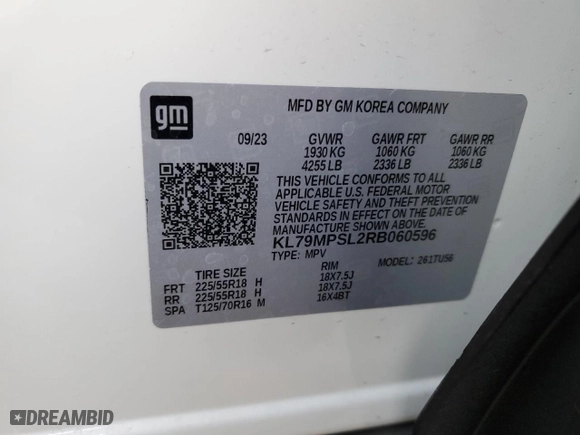 gm
MFD BY GM KOREA COMPANY
09/23 GVWR GAWR FRT GAWR RR
1930 KG 1060 KG 1060 KG
4255 LB 2336 LB 2336 LB
THIS VEHICLE CONFORMS TO ALL
APPLICABLE U.S. FEDERAL MOTOR
VEHICLE SAFETY, BUMPER, AND THEFT PREVENTION
STANDARDS IN EFFECT ON THE DATE OF
MANUFACTURE SHOWN ABOVE.
KL79MPSL2RB060596
TYPE: MPV MODEL: 261TU56
TIRE SIZE RIM
FRT 225/55R18 H 18X7.5J
RR 225/55R18 H 18X7.5J
SPA T125/70R16 M 16X4BT
DREAMBID